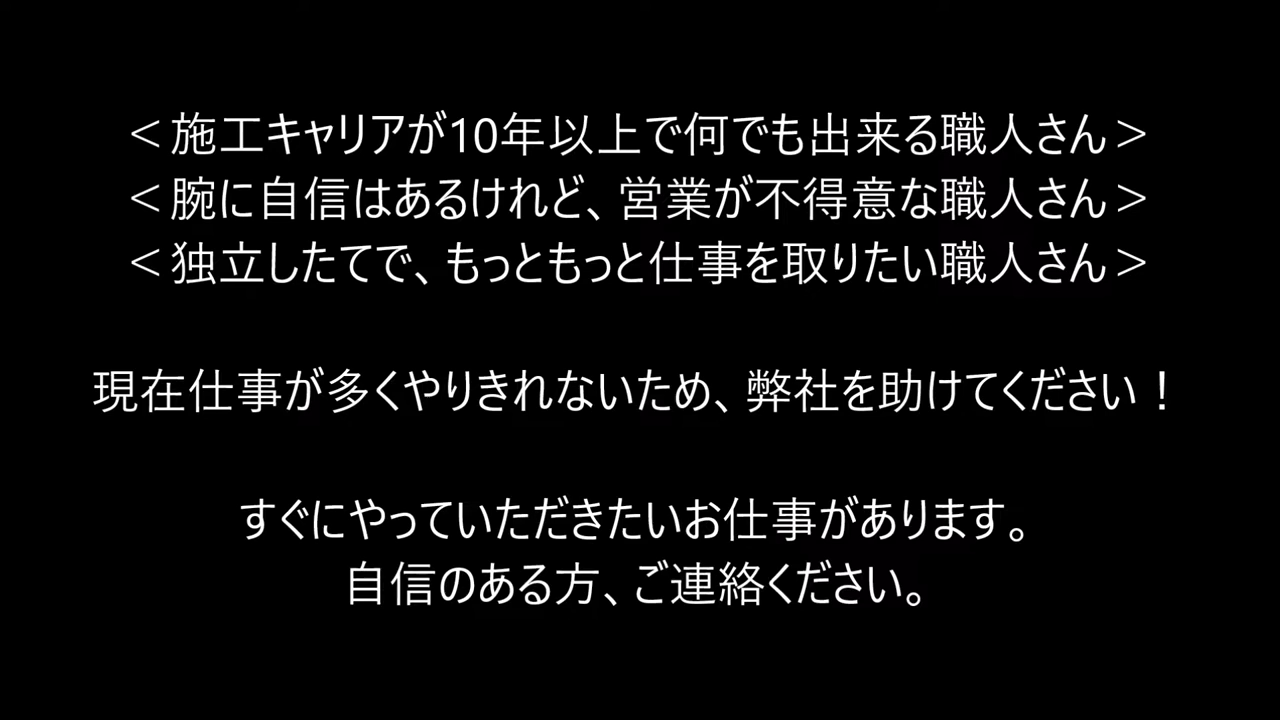 ＜施工キャリアが10年以上で何でも出来る職人さん＞
＜腕に自信はあるけれど、営業が不得意な職人さん＞
＜独立したてで、もっともっと仕事を取りたい職人さん＞
現在仕事が多くやりきれないため、弊社を助けてください！
すぐにやっていただきたいお仕事があります。
自信のある方、ご連絡ください。